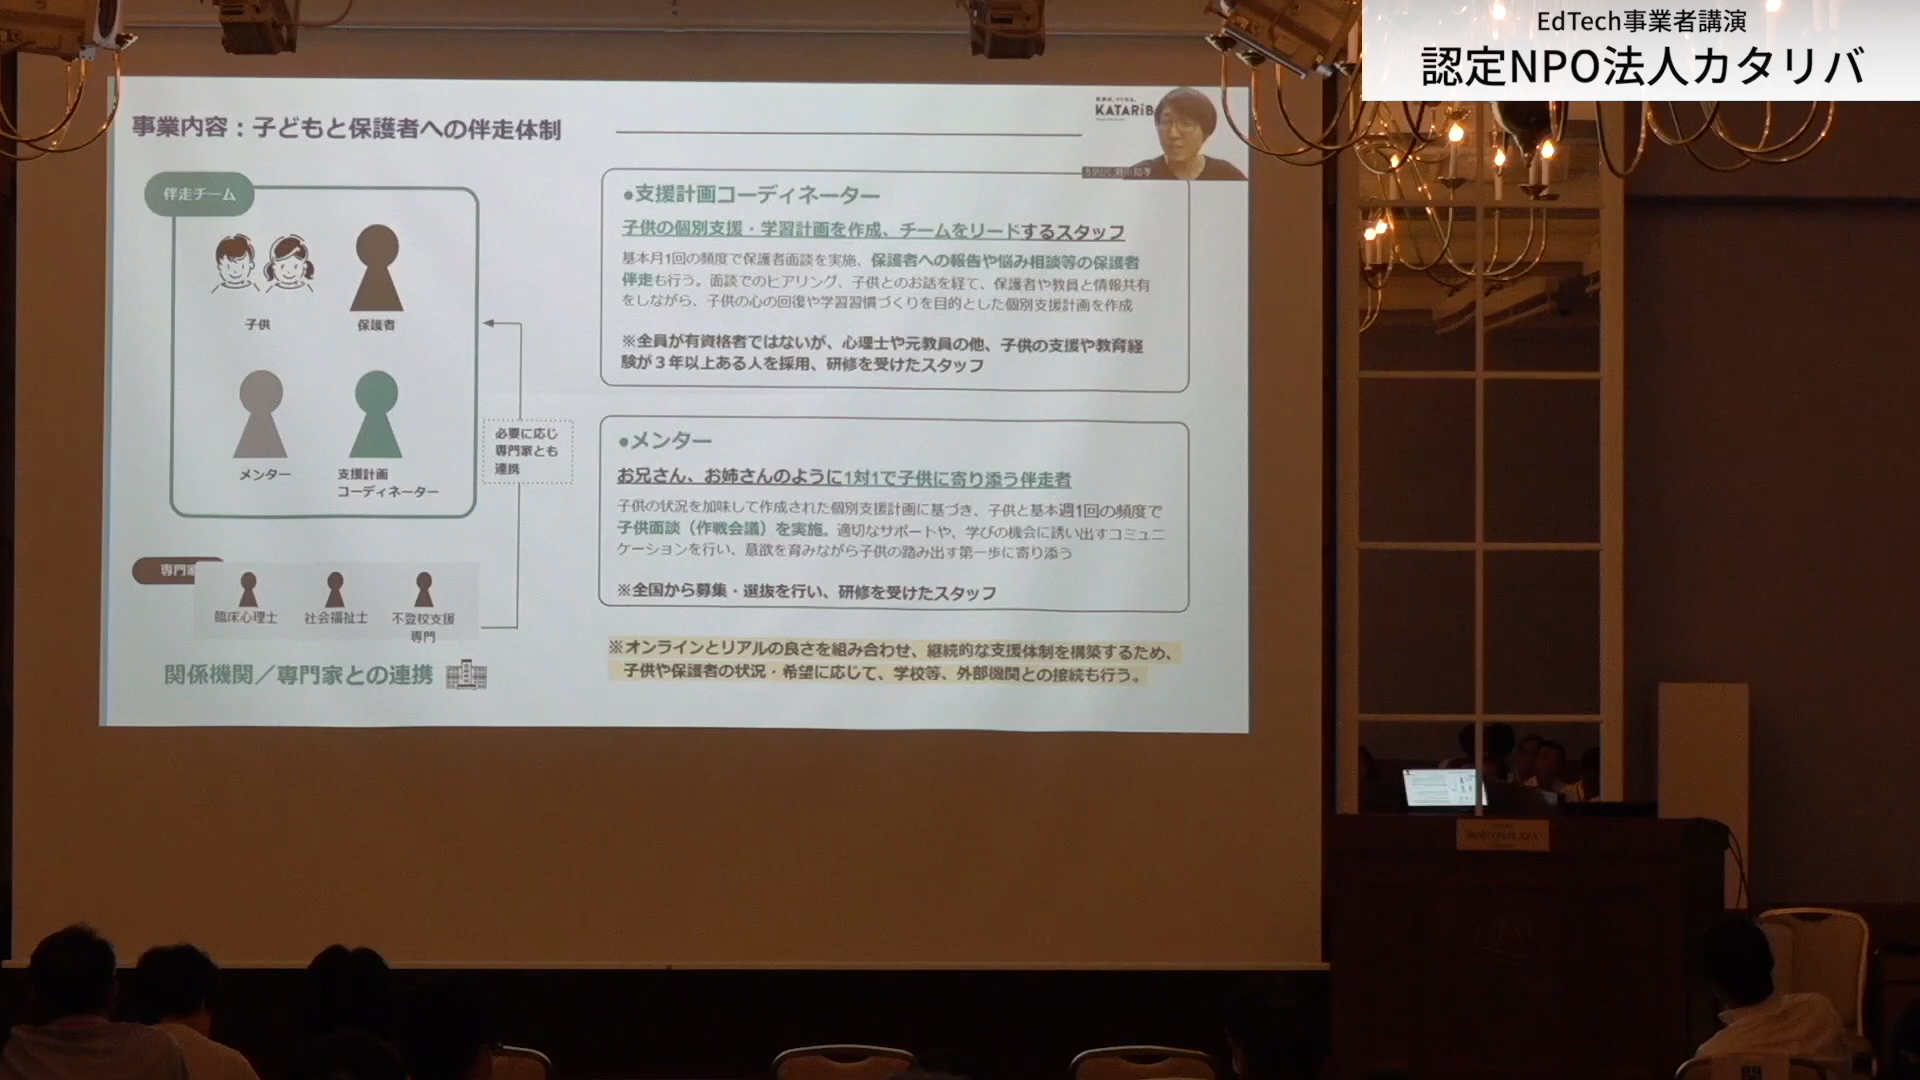 EdTech事業者講演
認定NPO法人カタリバ
事業内容：子どもと保護者への伴走体制
KATARiB
伴走チーム
子供
保護者
メンター
支援計画
コーディネーター
必要に応じ
専門家とも
連携
専門家
臨床心理士
社会福祉士
不登校支援
専門
関係機関／専門家との連携
●支援計画コーディネーター
子供の個別支援・学習計画を作成、チームをリードするスタッフ
基本月1回の頻度で保護者面談を実施、保護者への報告や悩み相談等の保護者
伴走も行う。面談でのヒアリング、子供とのお話を経て、保護者や教員と情報共有
をしながら、子供の心の回復や学習習慣づくりを目的とした個別支援計画を作成
※全員が有資格者ではないが、心理士や元教員の他、子供の支援や教育経
験が３年以上ある人を採用、研修を受けたスタッフ
●メンター
お兄さん、お姉さんのように1対1で子供に寄り添う伴走者
子供の状況を加味して作成された個別支援計画に基づき、子供と基本週1回の頻度で
子供面談（作戦会議）を実施。適切なサポートや、学びの機会に誘い出すコミュニ
ケーションを行い、意欲を育みながら子供の踏み出す第一歩に寄り添う
※全国から募集・選抜を行い、研修を受けたスタッフ
※オンラインとリアルの良さを組み合わせ、継続的な支援体制を構築するため、
子供や保護者の状況・希望に応じて、学校等、外部機関との接続も行う。